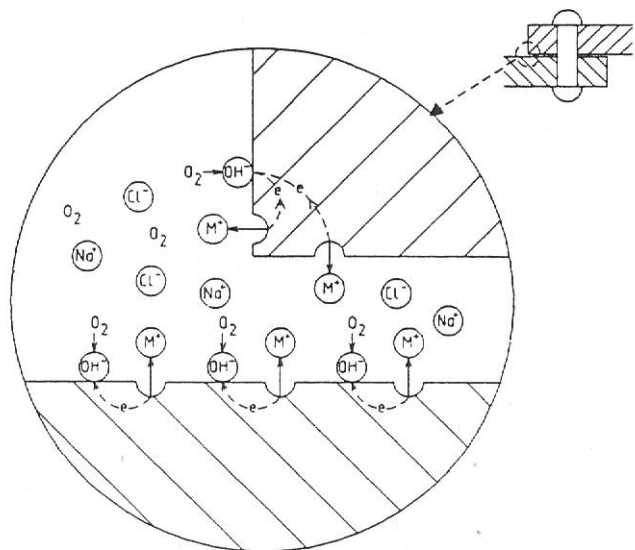 O₂ OH⁻ e e
Cl⁻
O₂ O₂ M⁺
Na⁺
Cl⁻ Na⁺ M⁺ Cl⁻
Na⁺
O₂ M⁺ O₂ M⁺ O₂ M⁺
OH⁻ OH⁻ OH⁻
e e e